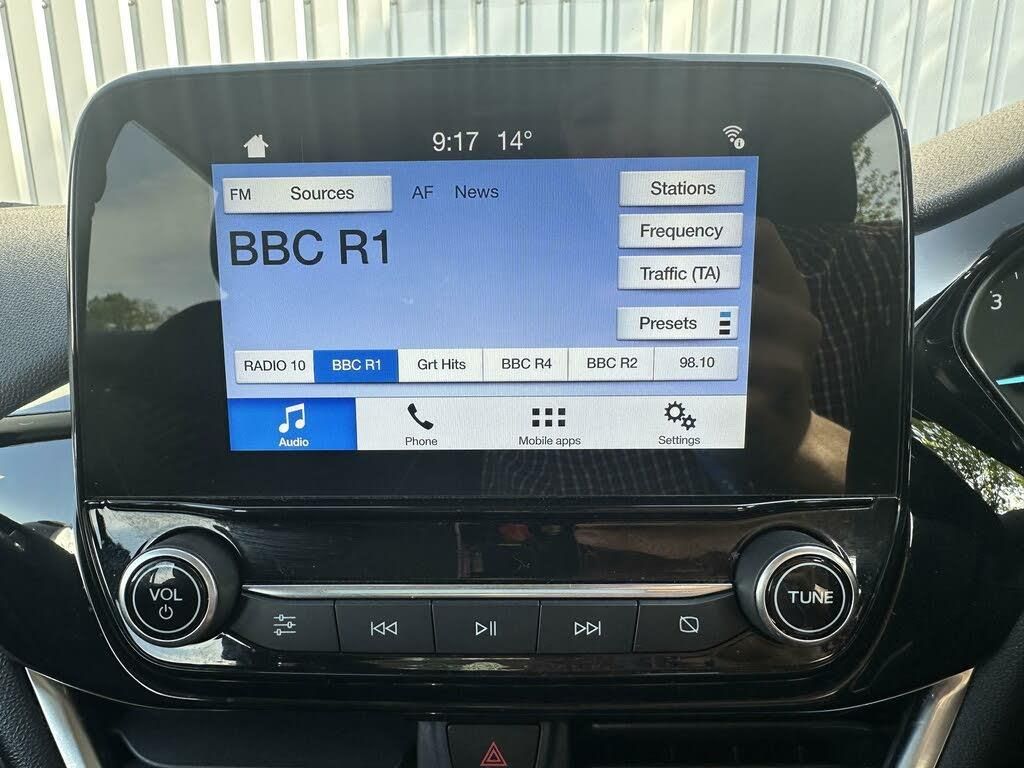 9:17 14°
FM Sources AF News Stations
BBC R1
Frequency
Traffic (TA)
Presets
RADIO 10 BBC R1 Grt Hits BBC R4 BBC R2 98.10
Audio Phone Mobile apps Settings
VOL
TUNE
3